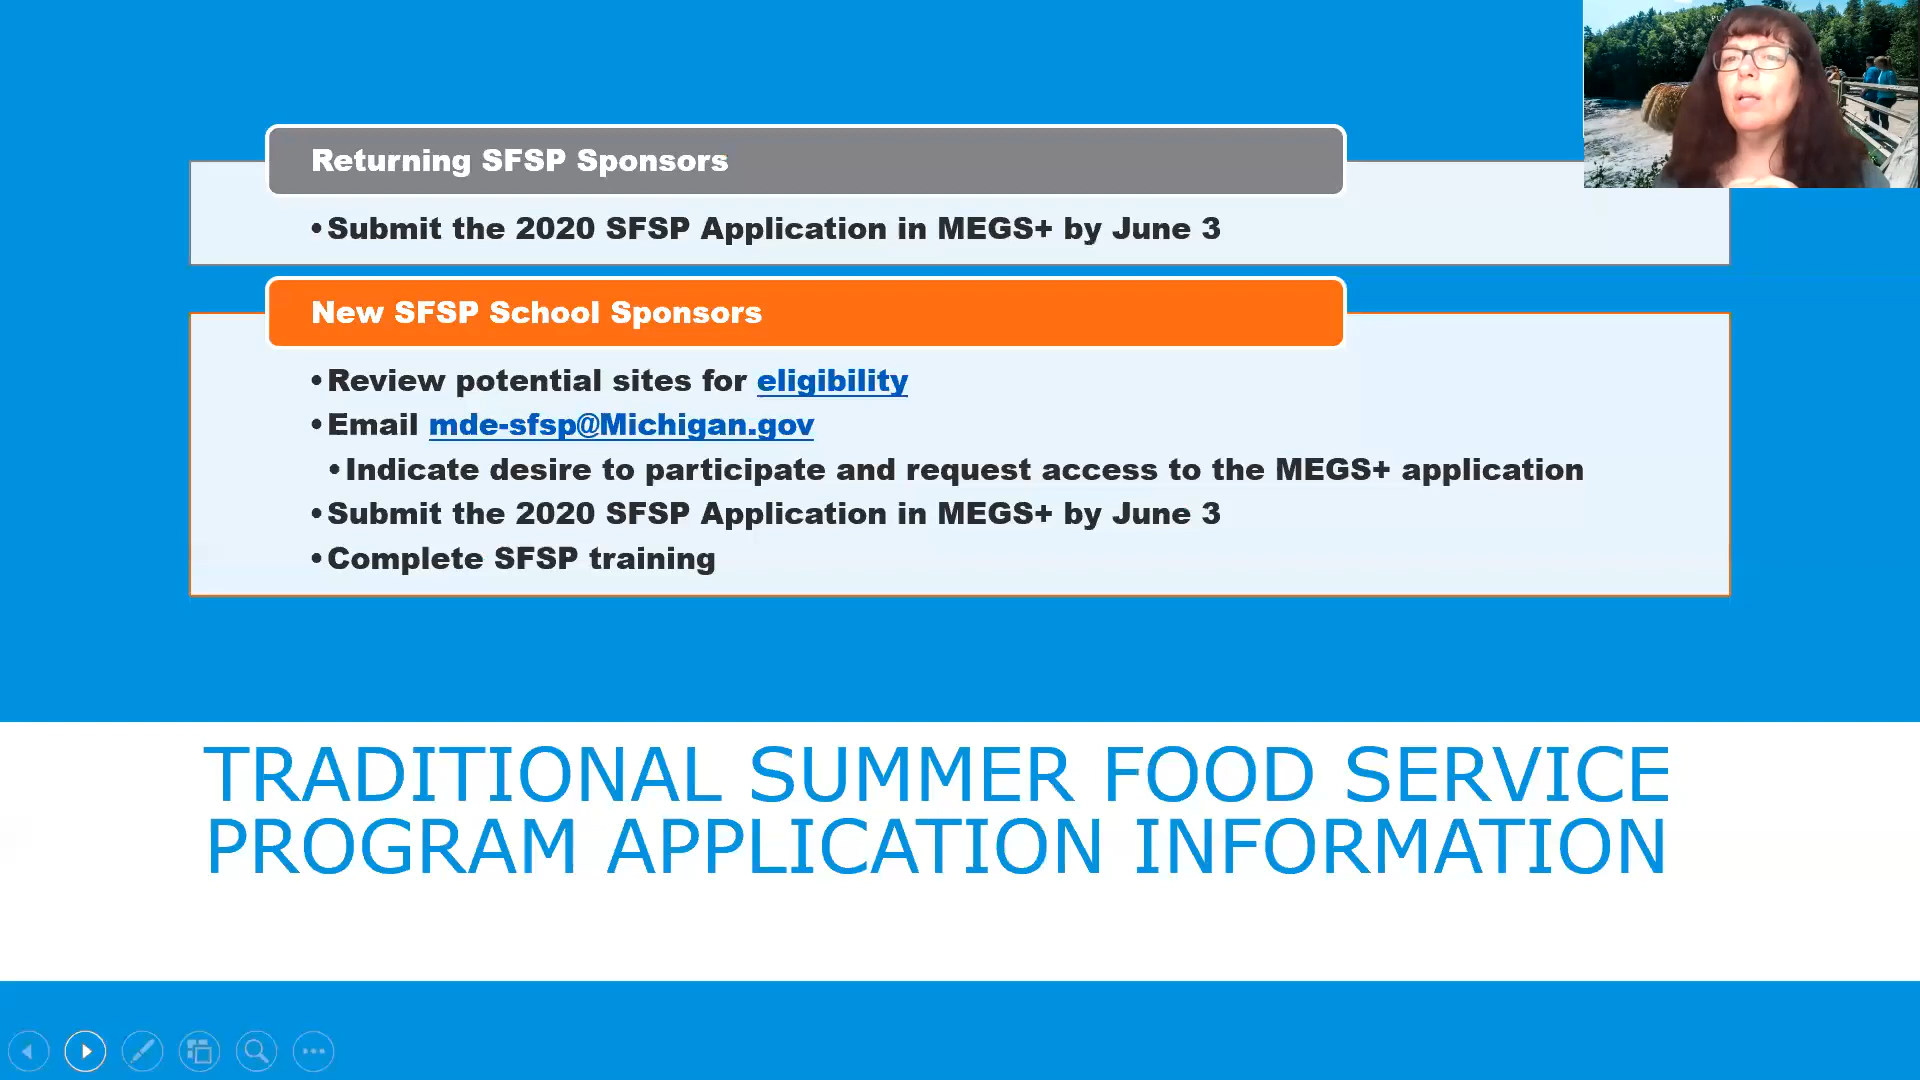 Returning SFSP Sponsors
•Submit the 2020 SFSP Application in MEGS+ by June 3
New SFSP School Sponsors
•Review potential sites for eligibility
•Email mde-sfsp@Michigan.gov
•Indicate desire to participate and request access to the MEGS+ application
•Submit the 2020 SFSP Application in MEGS+ by June 3
•Complete SFSP training
TRADITIONAL SUMMER FOOD SERVICE
PROGRAM APPLICATION INFORMATION